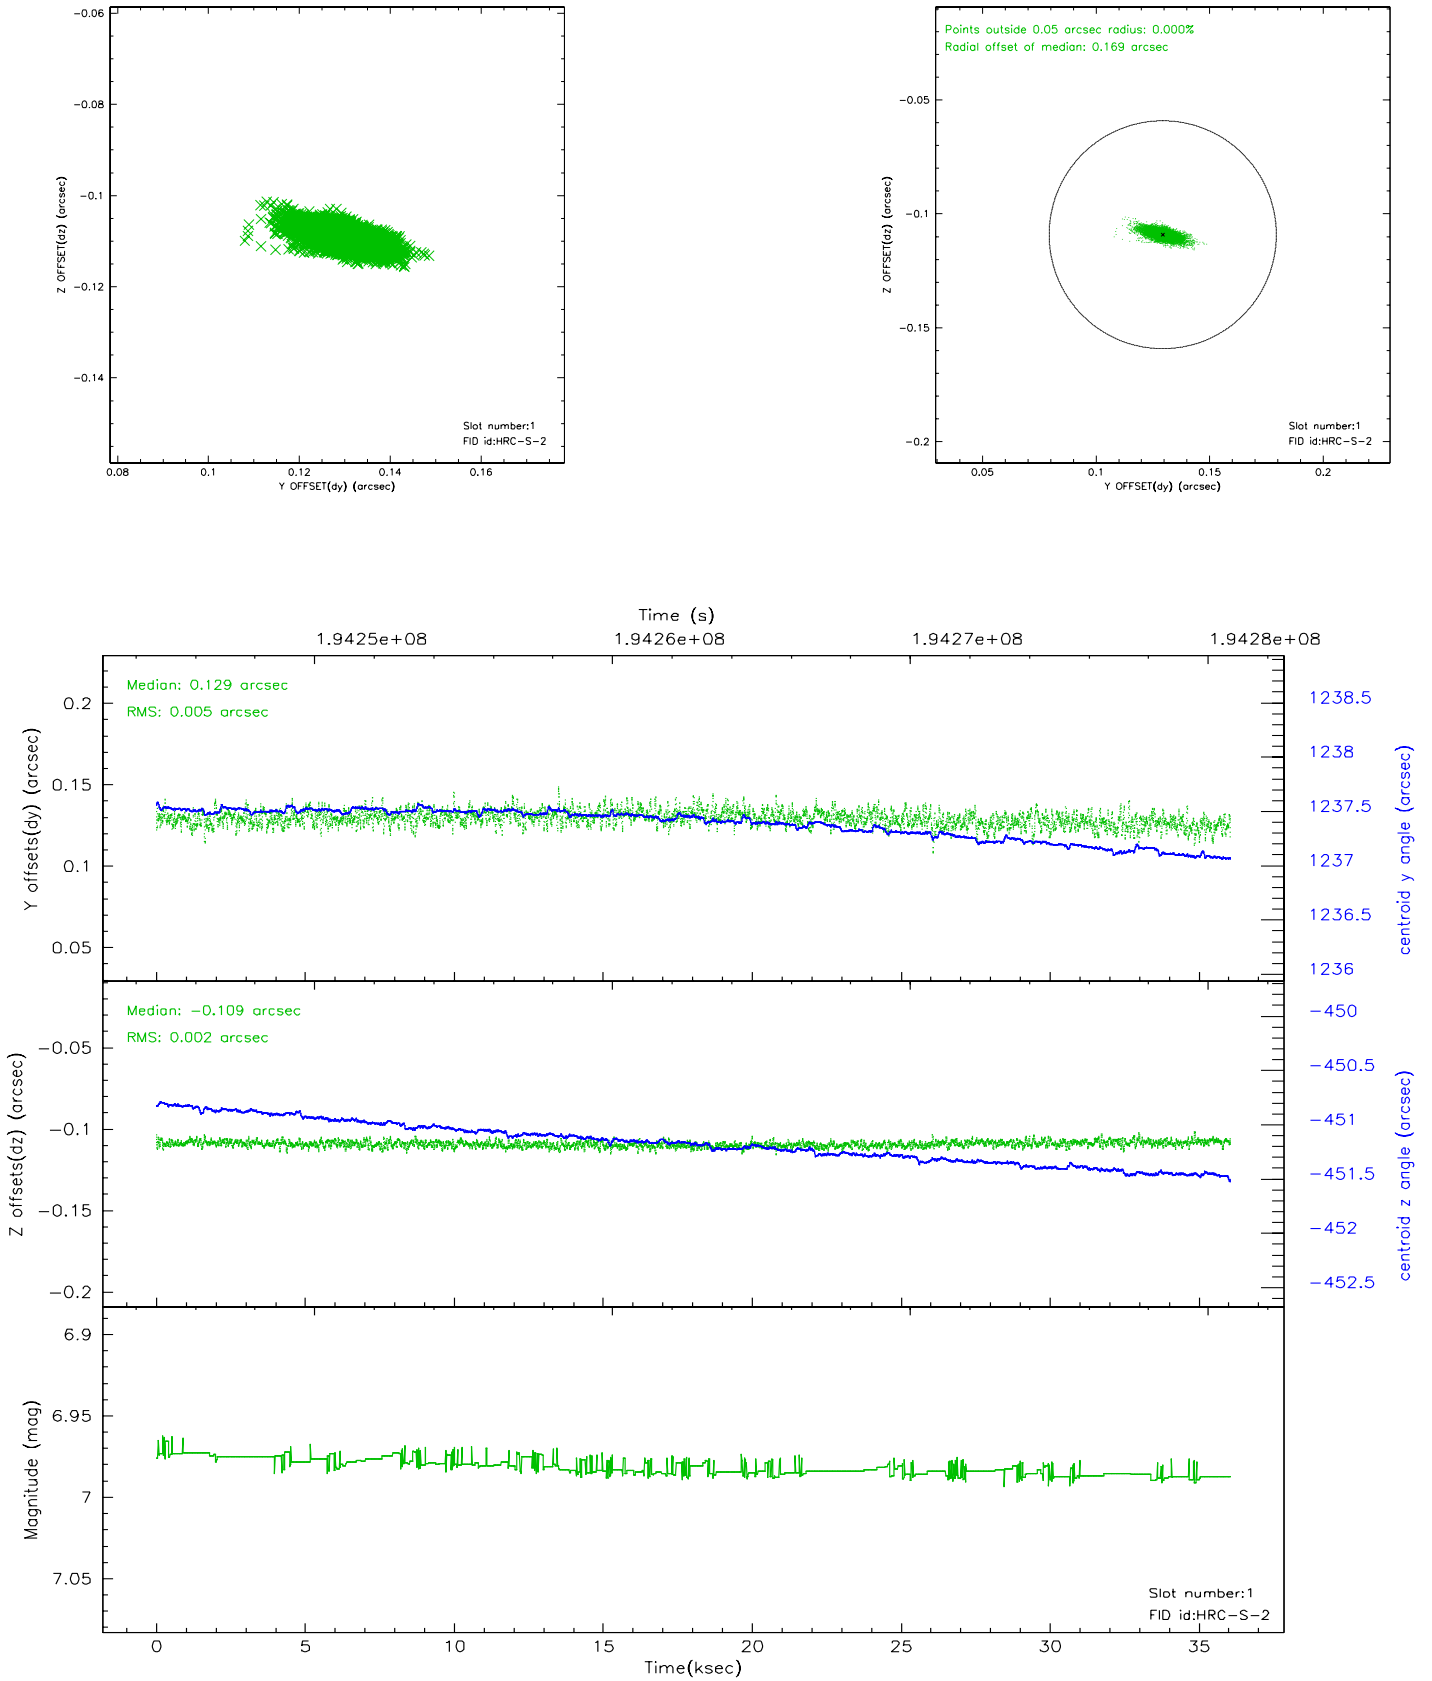 -0.06
-0.08
-0.1
-0.12
-0.14
Z OFFSET(dz) (arcsec)
Slot number:1
FID id:HRC-S-2
0.08 0.1 0.12 0.14 0.16
Y OFFSET(dy) (arcsec)
Points outside 0.05 arcsec radius: 0.000%
Radial offset of median: 0.169 arcsec
-0.05
-0.1
-0.15
-0.2
Z OFFSET(dz) (arcsec)
Slot number:1
FID id:HRC-S-2
0.05 0.1 0.15 0.2
Y OFFSET(dy) (arcsec)
Time (s)
1.9425e+08 1.9426e+08 1.9427e+08 1.9428e+08
Median: 0.129 arcsec
RMS: 0.005 arcsec
0.2
0.15
0.1
0.05
Y offsets(dy) (arcsec)
1238.5
1238
1237.5
1237
1236.5
1236
centroid y angle (arcsec)
Median: -0.109 arcsec
RMS: 0.002 arcsec
-0.05
-0.1
-0.15
-0.2
Z offsets(dz) (arcsec)
-450
-450.5
-451
-451.5
-452
-452.5
centroid z angle (arcsec)
6.9
6.95
7
7.05
Magnitude (mag)
Slot number:1
FID id:HRC-S-2
0 5 10 15 20 25 30 35
Time(ksec)